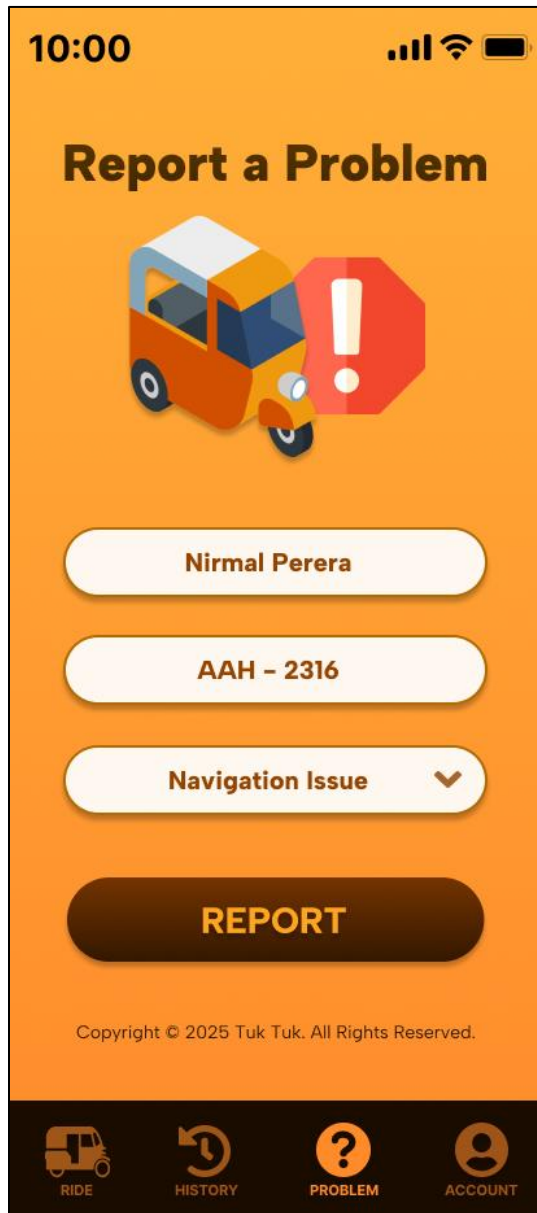 10:00
Report a Problem
Nirmal Perera
AAH - 2316
Navigation Issue
REPORT
Copyright © 2025 Tuk Tuk. All Rights Reserved.
RIDE HISTORY PROBLEM ACCOUNT